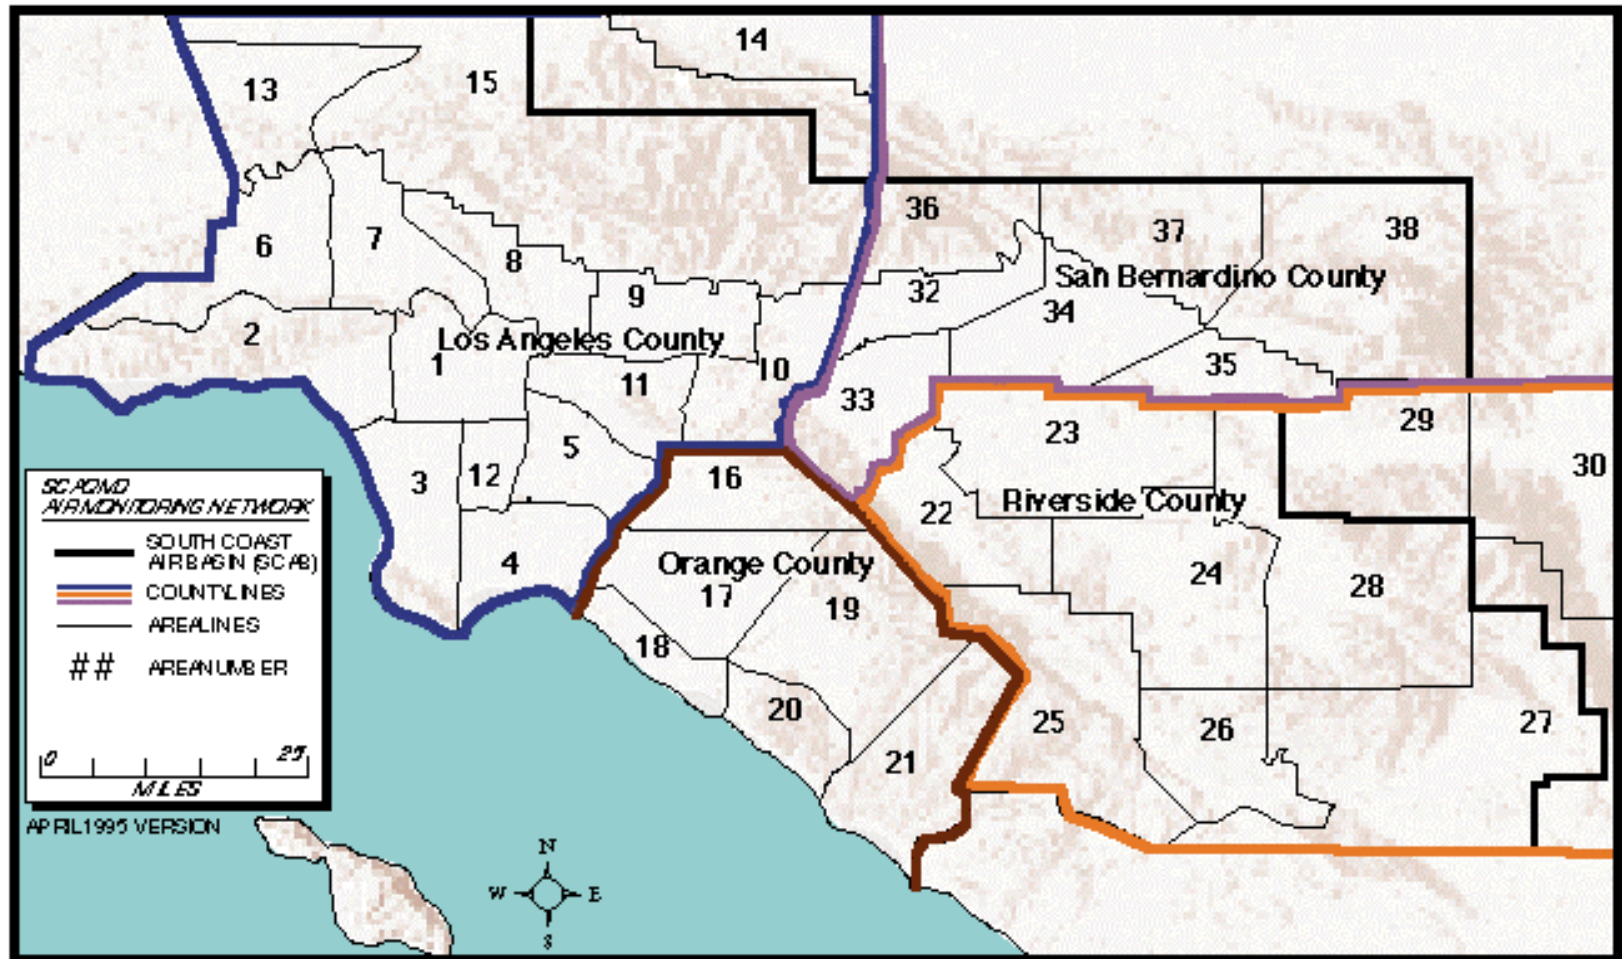 14
15
13
36
37
38
6
7
8
San Bernardino County
9
32
34
2
1
Los Angeles County
10
35
11
33
29
23
5
16
30
3
12
22
Riverside County
SCAQMD
AIR MONITORING NETWORK
SOUTH COAST
AIR BASIN (SCAB)
COUNTY LINES
AREA LINES
## AREA NUMBER
0 25
MILES
APRIL 1995 VERSION
4
Orange County
17
19
24
28
18
20
25
26
27
21
N
W E
S